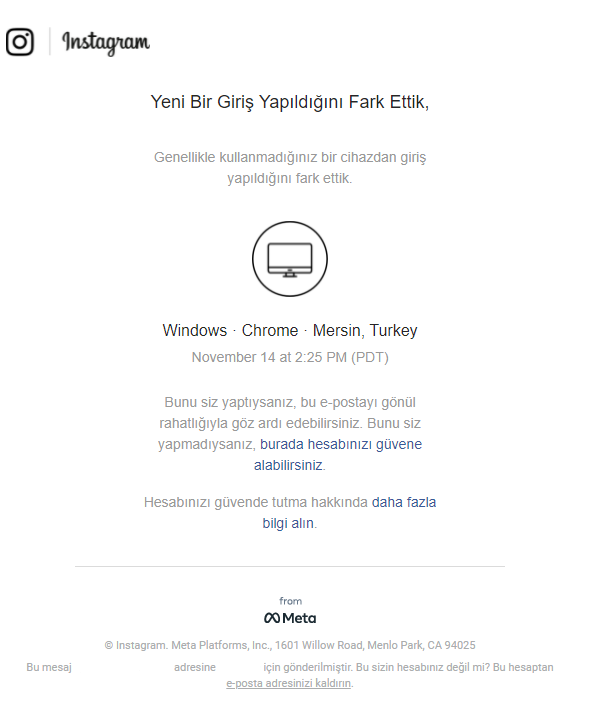 Instagram
Yeni Bir Giriş Yapıldığını Fark Ettik,
Genellikle kullanmadığınız bir cihazdan giriş
yapıldığını fark ettik.
Windows · Chrome · Mersin, Turkey
November 14 at 2:25 PM (PDT)
Bunu siz yaptıysanız, bu e-postayı gönül
rahatlığıyla göz ardı edebilirsiniz. Bunu siz
yapmadıysanız, burada hesabınızı güvene
alabilirsiniz.
Hesabınızı güvende tutma hakkında daha fazla
bilgi alın.
from
Meta
© Instagram. Meta Platforms, Inc., 1601 Willow Road, Menlo Park, CA 94025
Bu mesaj adresine için gönderilmiştir. Bu sizin hesabınız değil mi? Bu hesaptan
e-posta adresinizi kaldırın.